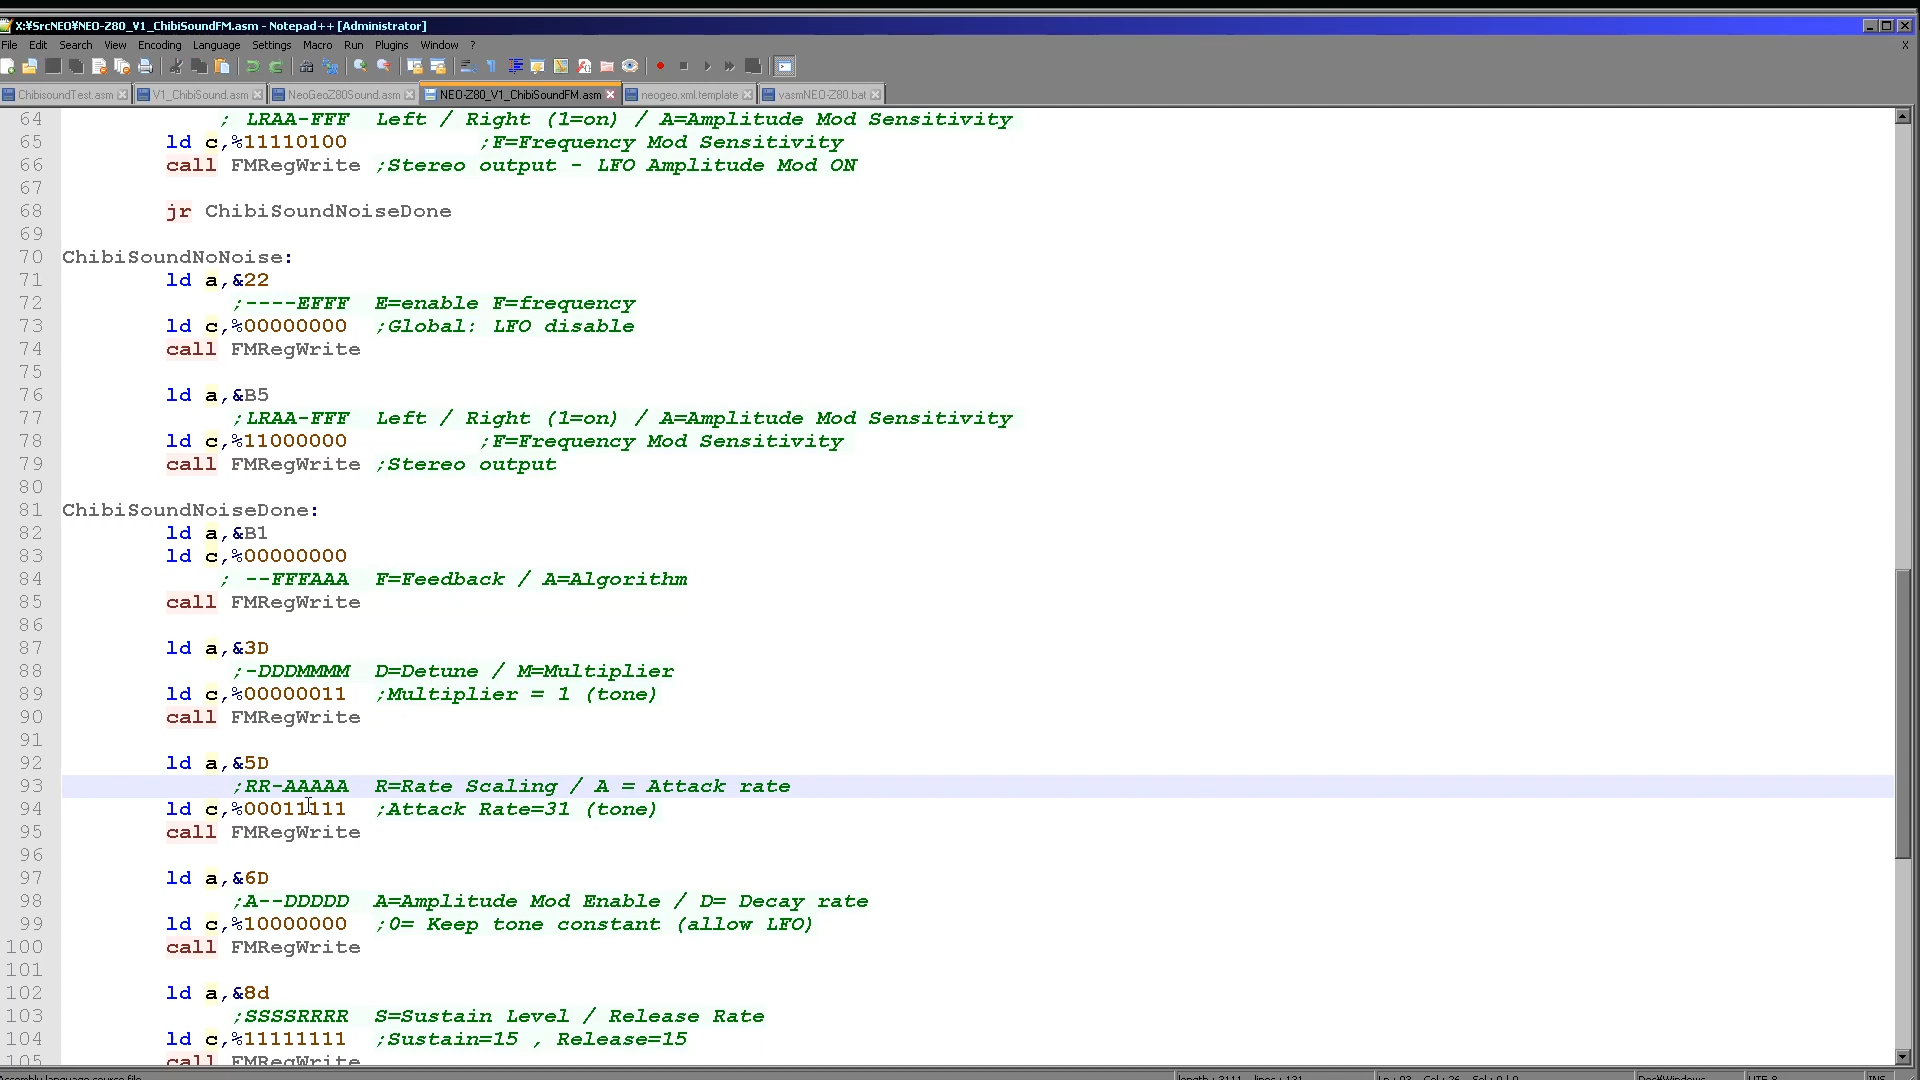 X:¥SrcNEO¥NEO-Z80_V1_ChibiSoundFM.asm - Notepad++ [Administrator]
File Edit Search View Encoding Language Settings Macro Run Plugins Window ? X
ChibisoundTest.asm V1_ChibiSound.asm NeoGeoZ80Sound.asm NEO-Z80_V1_ChibiSoundFM.asm neogeo.xml.template vasmNEO-Z80.bat
64 ; LRAA-FFF Left / Right (1=on) / A=Amplitude Mod Sensitivity
65 ld c,%11110100 ;F=Frequency Mod Sensitivity
66 call FMRegWrite ;Stereo output - LFO Amplitude Mod ON
67
68 jr ChibiSoundNoiseDone
69
70 ChibiSoundNoNoise:
71 ld a,&22
72 ;----EFFF E=enable F=frequency
73 ld c,%00000000 ;Global: LFO disable
74 call FMRegWrite
75
76 ld a,&B5
77 ;LRAA-FFF Left / Right (1=on) / A=Amplitude Mod Sensitivity
78 ld c,%11000000 ;F=Frequency Mod Sensitivity
79 call FMRegWrite ;Stereo output
80
81 ChibiSoundNoiseDone:
82 ld a,&B1
83 ld c,%00000000
84 ; --FFFAAA F=Feedback / A=Algorithm
85 call FMRegWrite
86
87 ld a,&3D
88 ;-DDDMMMM D=Detune / M=Multiplier
89 ld c,%00000011 ;Multiplier = 1 (tone)
90 call FMRegWrite
91
92 ld a,&5D
93 ;RR-AAAAA R=Rate Scaling / A = Attack rate
94 ld c,%00011111 ;Attack Rate=31 (tone)
95 call FMRegWrite
96
97 ld a,&6D
98 ;A--DDDDD A=Amplitude Mod Enable / D= Decay rate
99 ld c,%10000000 ;0= Keep tone constant (allow LFO)
100 call FMRegWrite
101
102 ld a,&8d
103 ;SSSSRRRR S=Sustain Level / Release Rate
104 ld c,%11111111 ;Sustain=15 , Release=15
105 call FMRegWrite